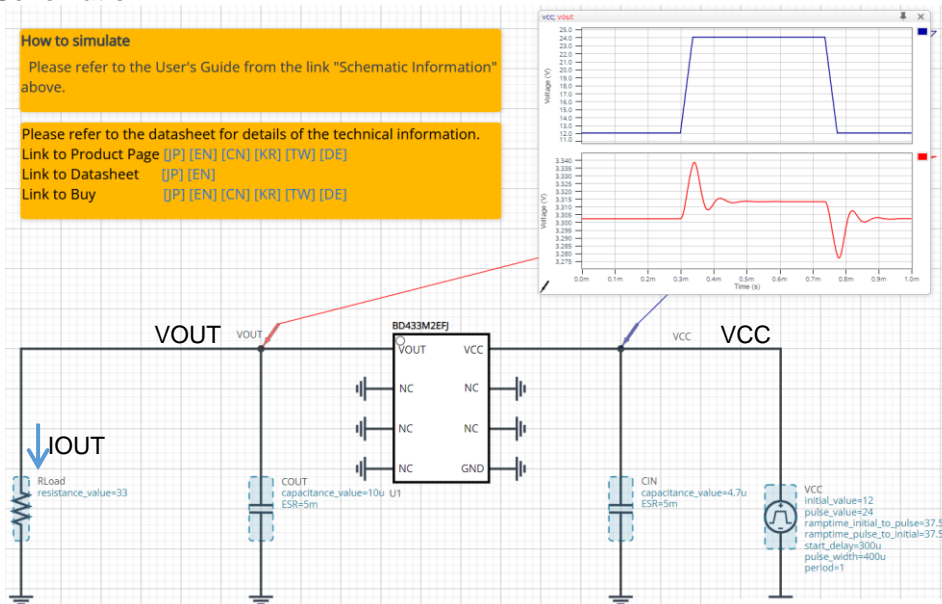 How to simulate
Please refer to the User's Guide from the link "Schematic Information"
above.
Please refer to the datasheet for details of the technical information.
Link to Product Page [JP] [EN] [CN] [KR] [TW] [DE]
Link to Datasheet [JP] [EN]
Link to Buy [JP] [EN] [CN] [KR] [TW] [DE]
vcc; vout
Voltage (V)
25.0
24.0
23.0
22.0
21.0
20.0
19.0
18.0
17.0
16.0
15.0
14.0
13.0
12.0
11.0
Voltage (V)
3.340
3.335
3.330
3.325
3.320
3.315
3.310
3.305
3.300
3.295
3.290
3.285
3.280
3.275
0.0m 0.1m 0.2m 0.3m 0.4m 0.5m 0.6m 0.7m 0.8m 0.9m 1.0m
Time (s)
BD433M2EFJ
VOUT VOUT
VCC VCC
VOUT VCC
NC NC
NC NC
NC GND
U1
IOUT
RLoad
resistance_value=33
COUT
capacitance_value=10u
ESR=5m
CIN
capacitance_value=4.7u
ESR=5m
VCC
initial_value=12
pulse_value=24
ramptime_initial_to_pulse=37.5
ramptime_pulse_to_initial=37.5
start_delay=300u
pulse_width=400u
period=1